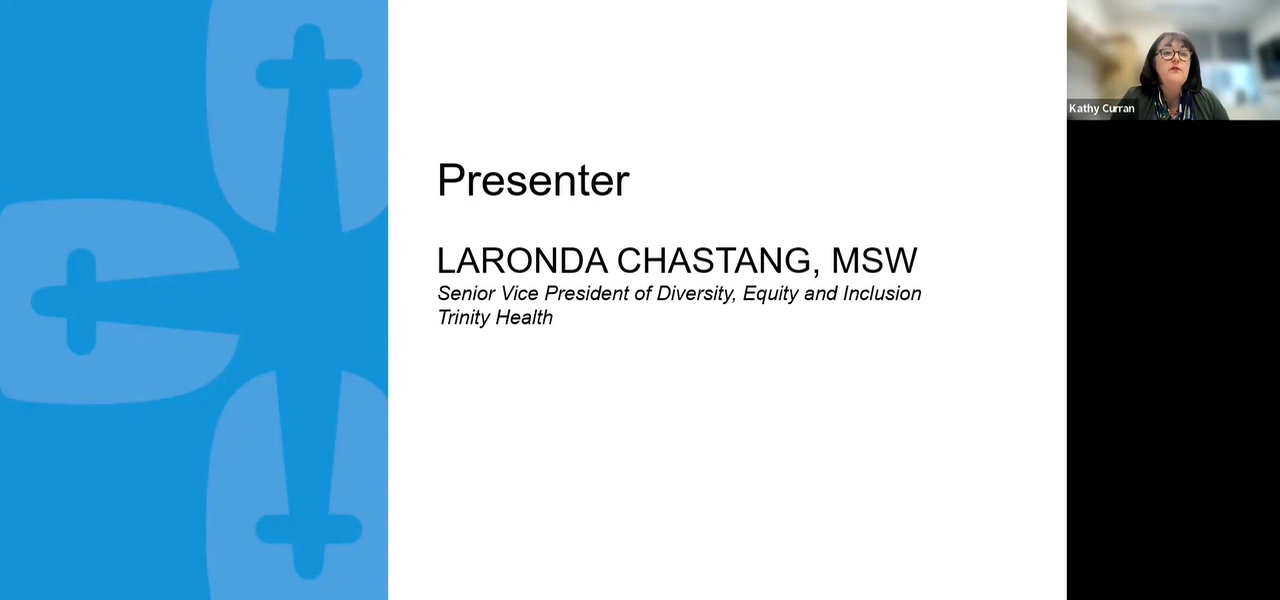 Presenter
LARONDA CHASTANG, MSW
Senior Vice President of Diversity, Equity and Inclusion
Trinity Health
Kathy Curran